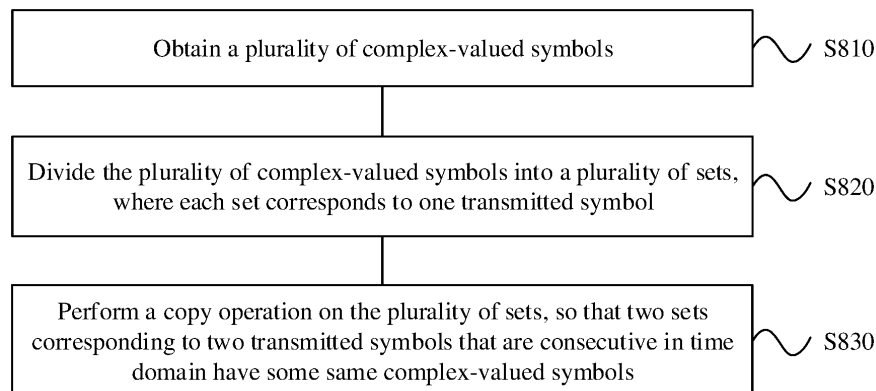 Obtain a plurality of complex-valued symbols
S810
Divide the plurality of complex-valued symbols into a plurality of sets,
where each set corresponds to one transmitted symbol
S820
Perform a copy operation on the plurality of sets, so that two sets
corresponding to two transmitted symbols that are consecutive in time
domain have some same complex-valued symbols
S830